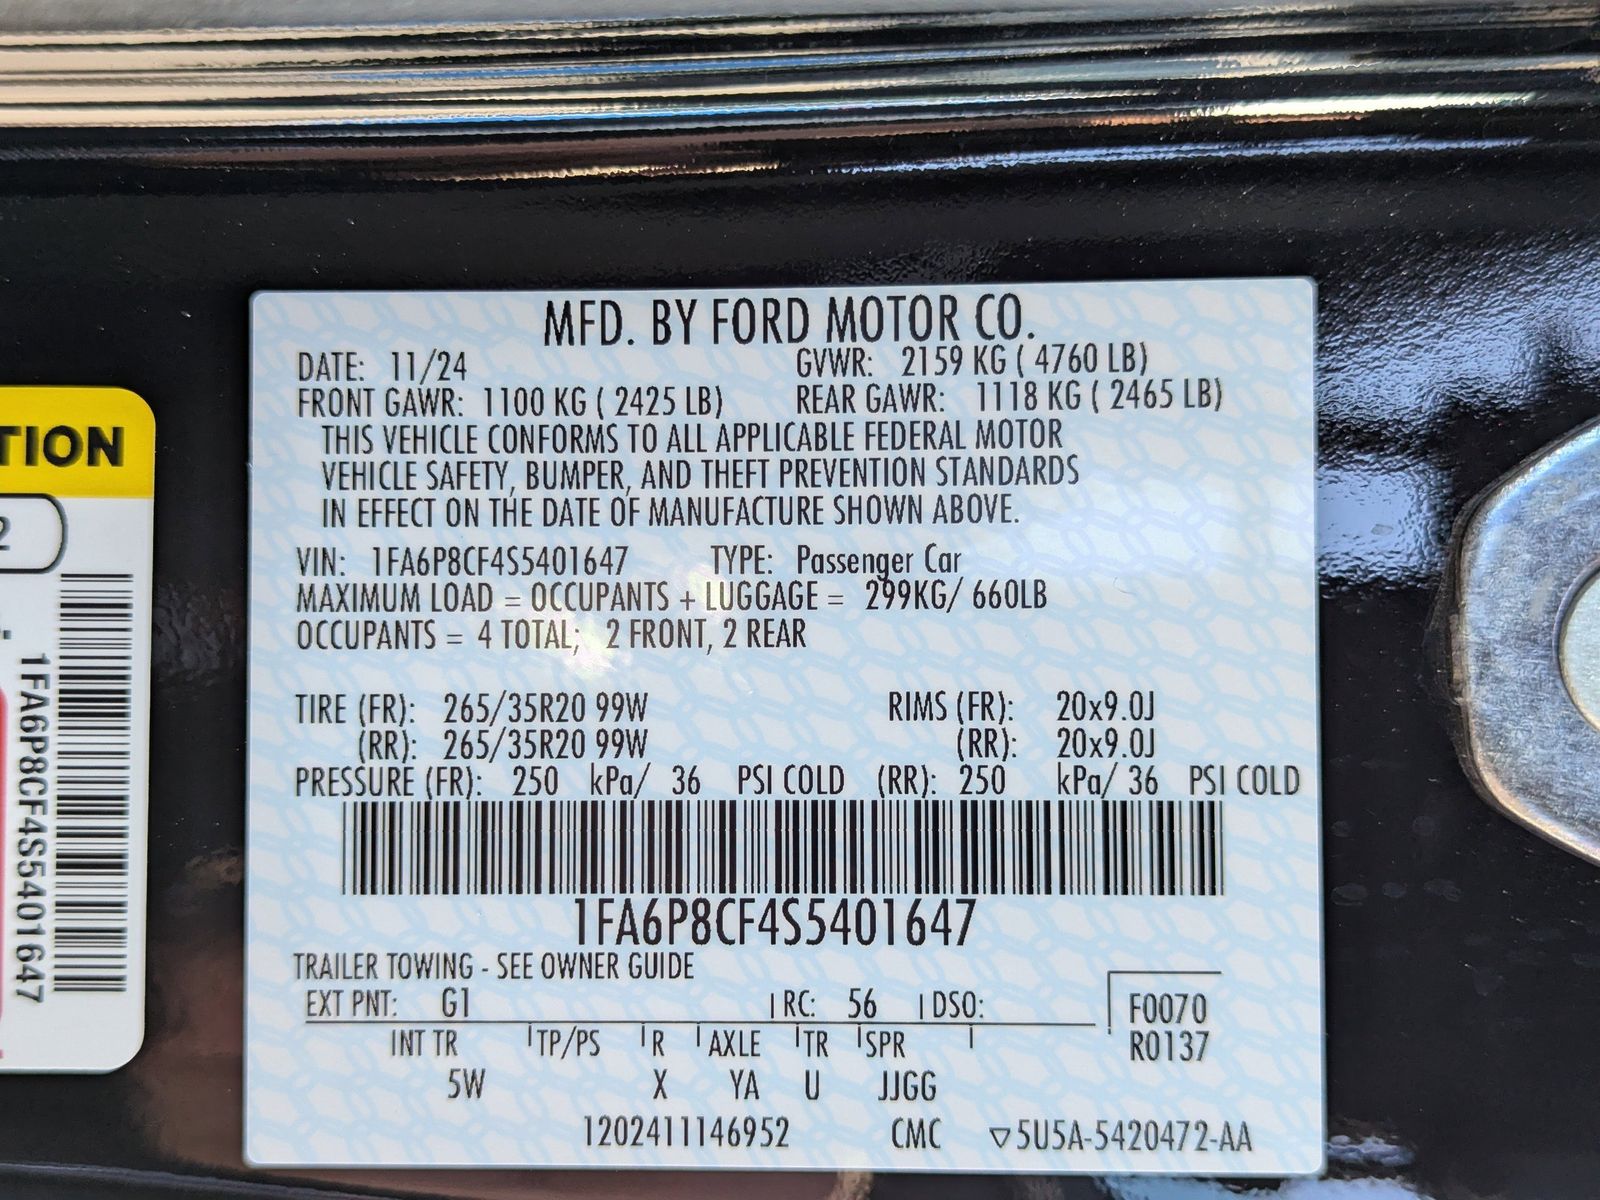 MFD. BY FORD MOTOR CO.
DATE: 11/24 GVWR: 2159 KG ( 4760 LB)
FRONT GAWR: 1100 KG ( 2425 LB) REAR GAWR: 1118 KG ( 2465 LB)
THIS VEHICLE CONFORMS TO ALL APPLICABLE FEDERAL MOTOR
VEHICLE SAFETY, BUMPER, AND THEFT PREVENTION STANDARDS
IN EFFECT ON THE DATE OF MANUFACTURE SHOWN ABOVE.
VIN: 1FA6P8CF4S5401647 TYPE: Passenger Car
MAXIMUM LOAD = OCCUPANTS + LUGGAGE = 299KG/ 660LB
OCCUPANTS = 4 TOTAL; 2 FRONT, 2 REAR
TIRE (FR): 265/35R20 99W RIMS (FR): 20x9.0J
(RR): 265/35R20 99W (RR): 20x9.0J
PRESSURE (FR): 250 kPa/ 36 PSI COLD (RR): 250 kPa/ 36 PSI COLD
1FA6P8CF4S5401647
TRAILER TOWING - SEE OWNER GUIDE
EXT PNT: G1 RC: 56 DSO: F0070
INT TR TP/PS R AXLE TR SPR R0137
5W X YA U JJGG
1202411146952 CMC ▽5U5A-5420472-AA
TION
2
1FA6P8CF4S5401647